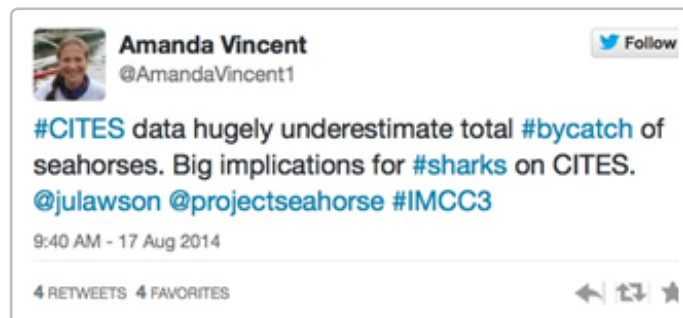 Amanda Vincent
@AmandaVincent1
Follow
#CITES data hugely underestimate total #bycatch of
seahorses. Big implications for #sharks on CITES.
@julawson @projectseahorse #IMCC3
9:40 AM - 17 Aug 2014
4 RETWEETS 4 FAVORITES